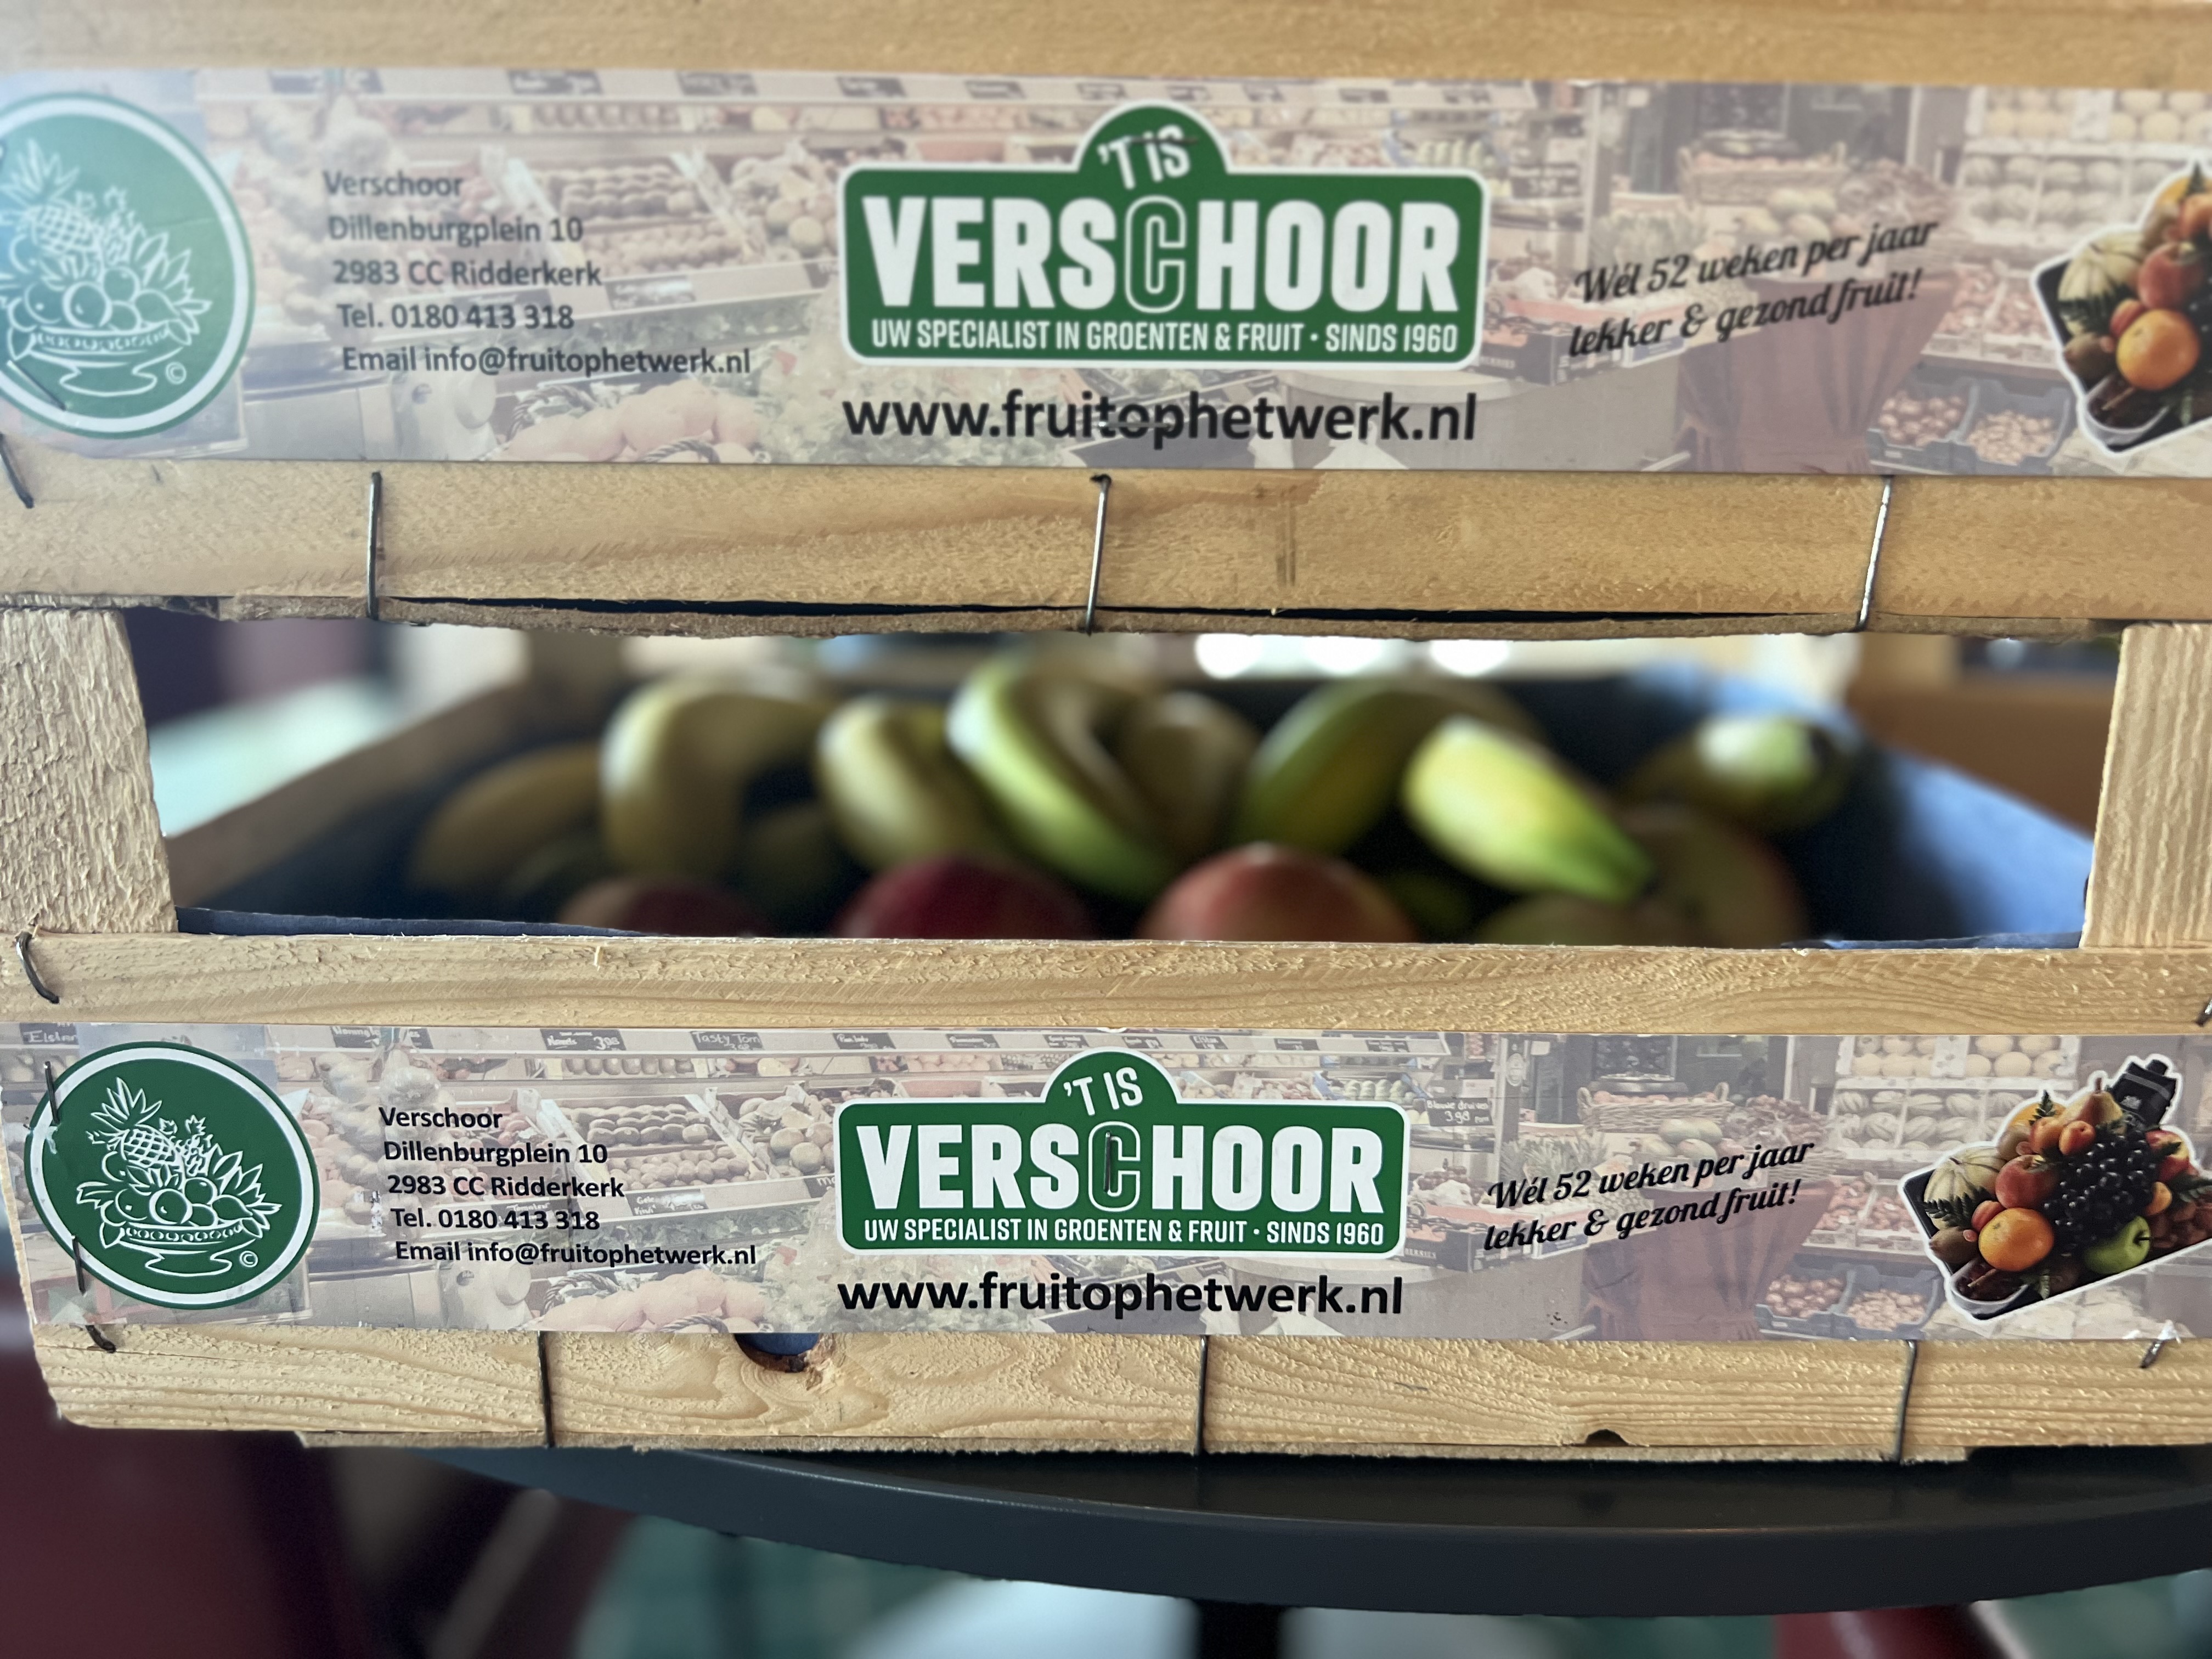 Verschoor
Dillenburgplein 10
2983 CC Ridderkerk
Tel. 0180 413 318
Email info@fruitophetwerk.nl
©
'T IS
VERSCHOOR
UW SPECIALIST IN GROENTEN & FRUIT • SINDS 1960
www.fruitophetwerk.nl
Wél 52 weken per jaar
lekker & gezond fruit!
Tasty Tom
Verschoor
Dillenburgplein 10
2983 CC Ridderkerk
Tel. 0180 413 318
Email info@fruitophetwerk.nl
©
'T IS
VERSCHOOR
UW SPECIALIST IN GROENTEN & FRUIT • SINDS 1960
www.fruitophetwerk.nl
Wél 52 weken per jaar
lekker & gezond fruit!